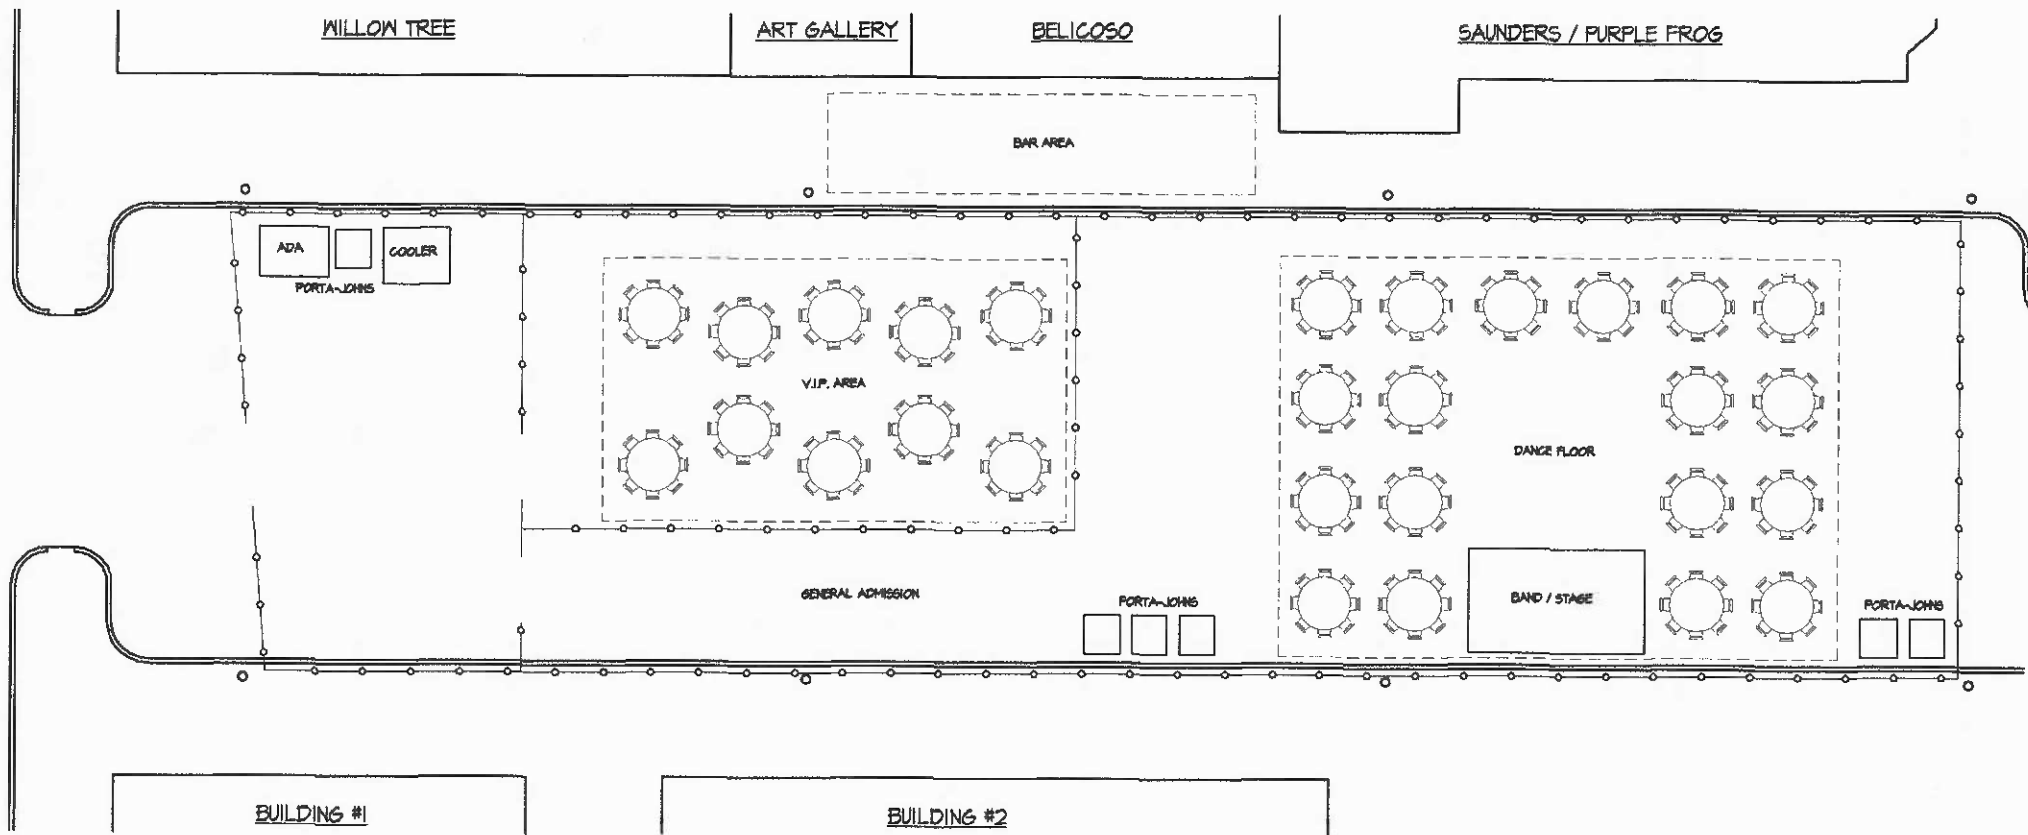 WILLOW TREE
ART GALLERY
BELICOSO
SAUNDERS / PURPLE FROG
BAR AREA
ADA
COOLER
PORTA-JOHNS
V.I.P. AREA
DANCE FLOOR
GENERAL ADMISSION
PORTA-JOHNS
BAND / STAGE
PORTA-JOHNS
BUILDING #1
BUILDING #2